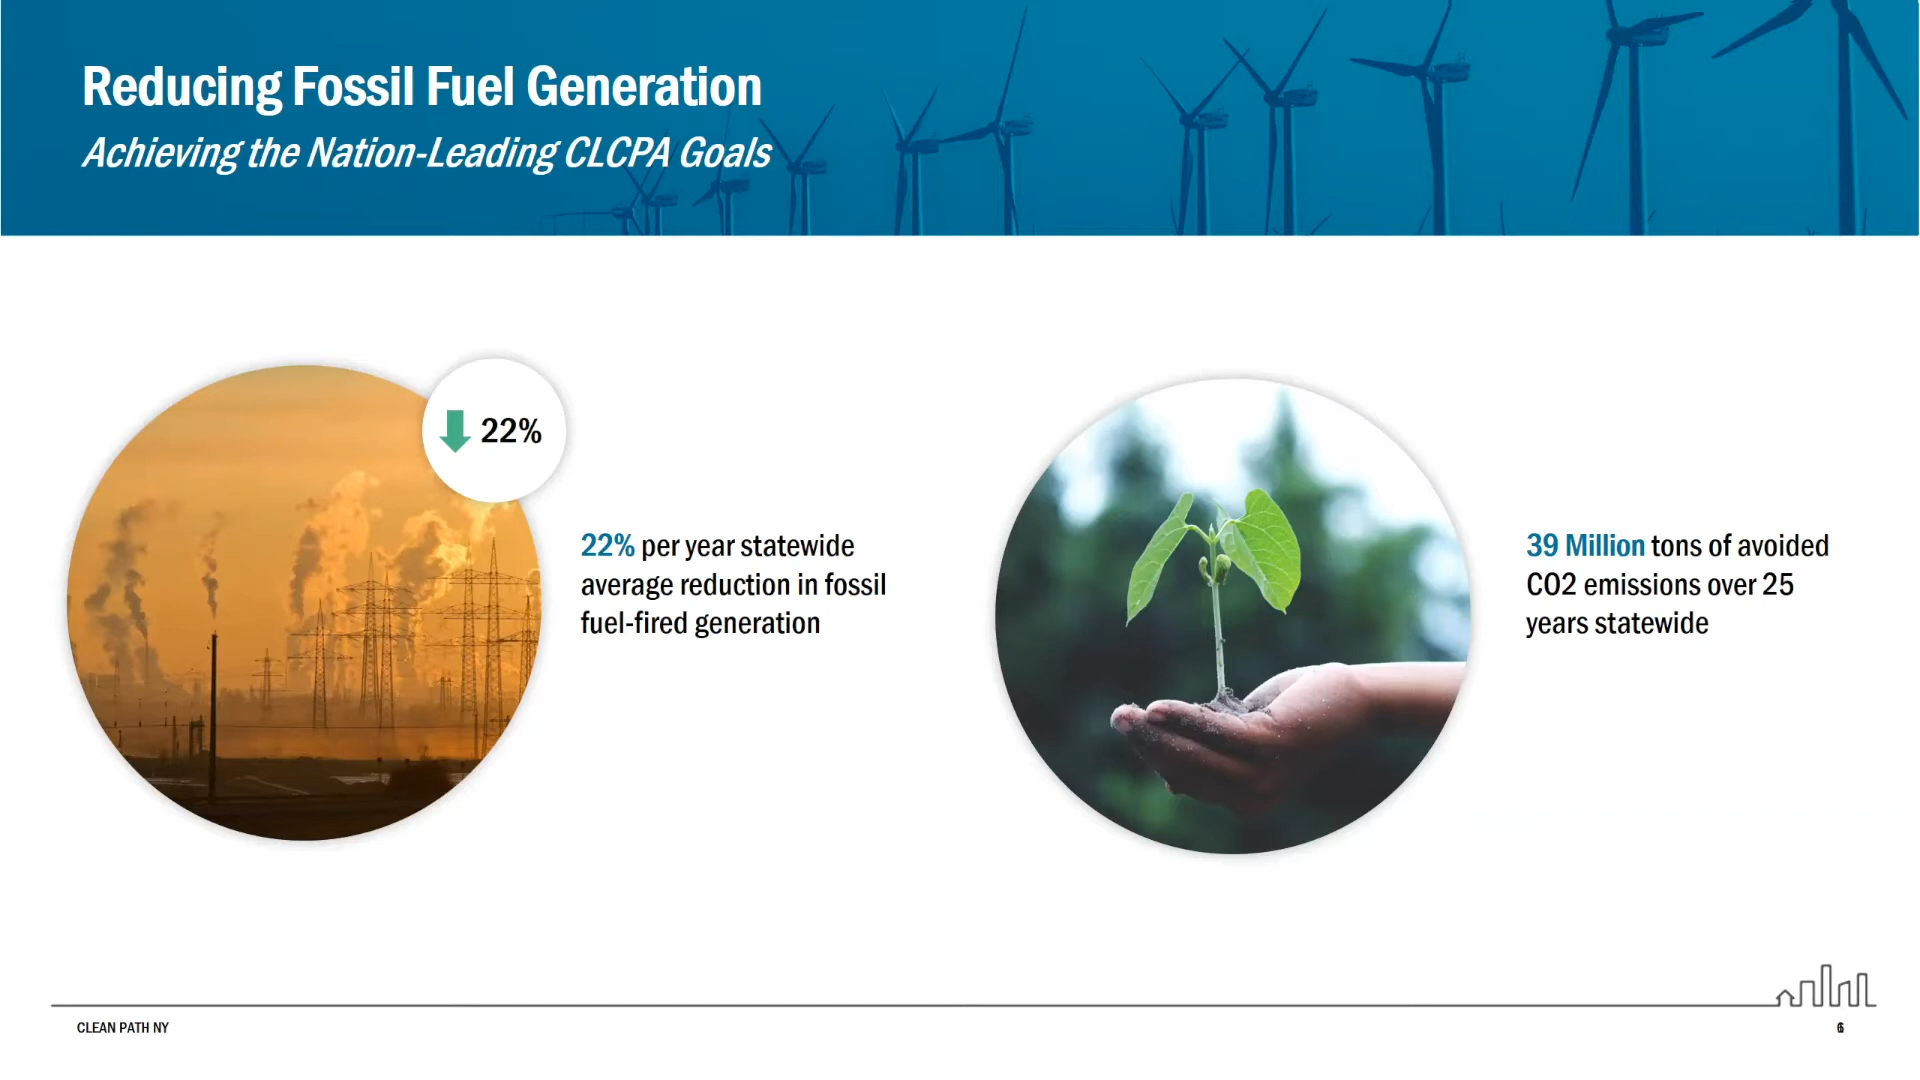 Reducing Fossil Fuel Generation
Achieving the Nation-Leading CLCPA Goals
22%
22% per year statewide
average reduction in fossil
fuel-fired generation
39 Million tons of avoided
CO2 emissions over 25
years statewide
CLEAN PATH NY